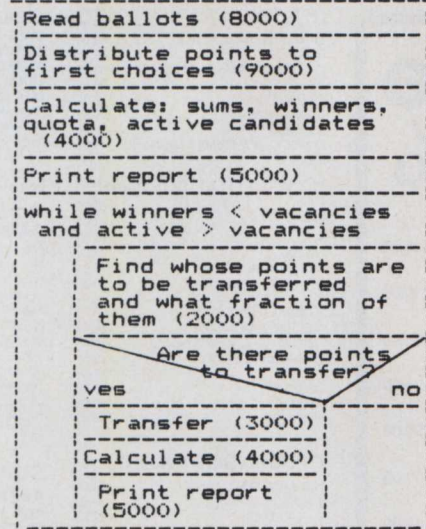 Read ballots (8000)
Distribute points to
first choices (9000)
Calculate: sums, winners,
quota, active candidates
(4000)
Print report (5000)
while winners < vacancies
and active > vacancies
Find whose points are
to be transferred
and what fraction of
them (2000)
Are there points
to transfer?
yes no
Transfer (3000)
Calculate (4000)
Print report
(5000)